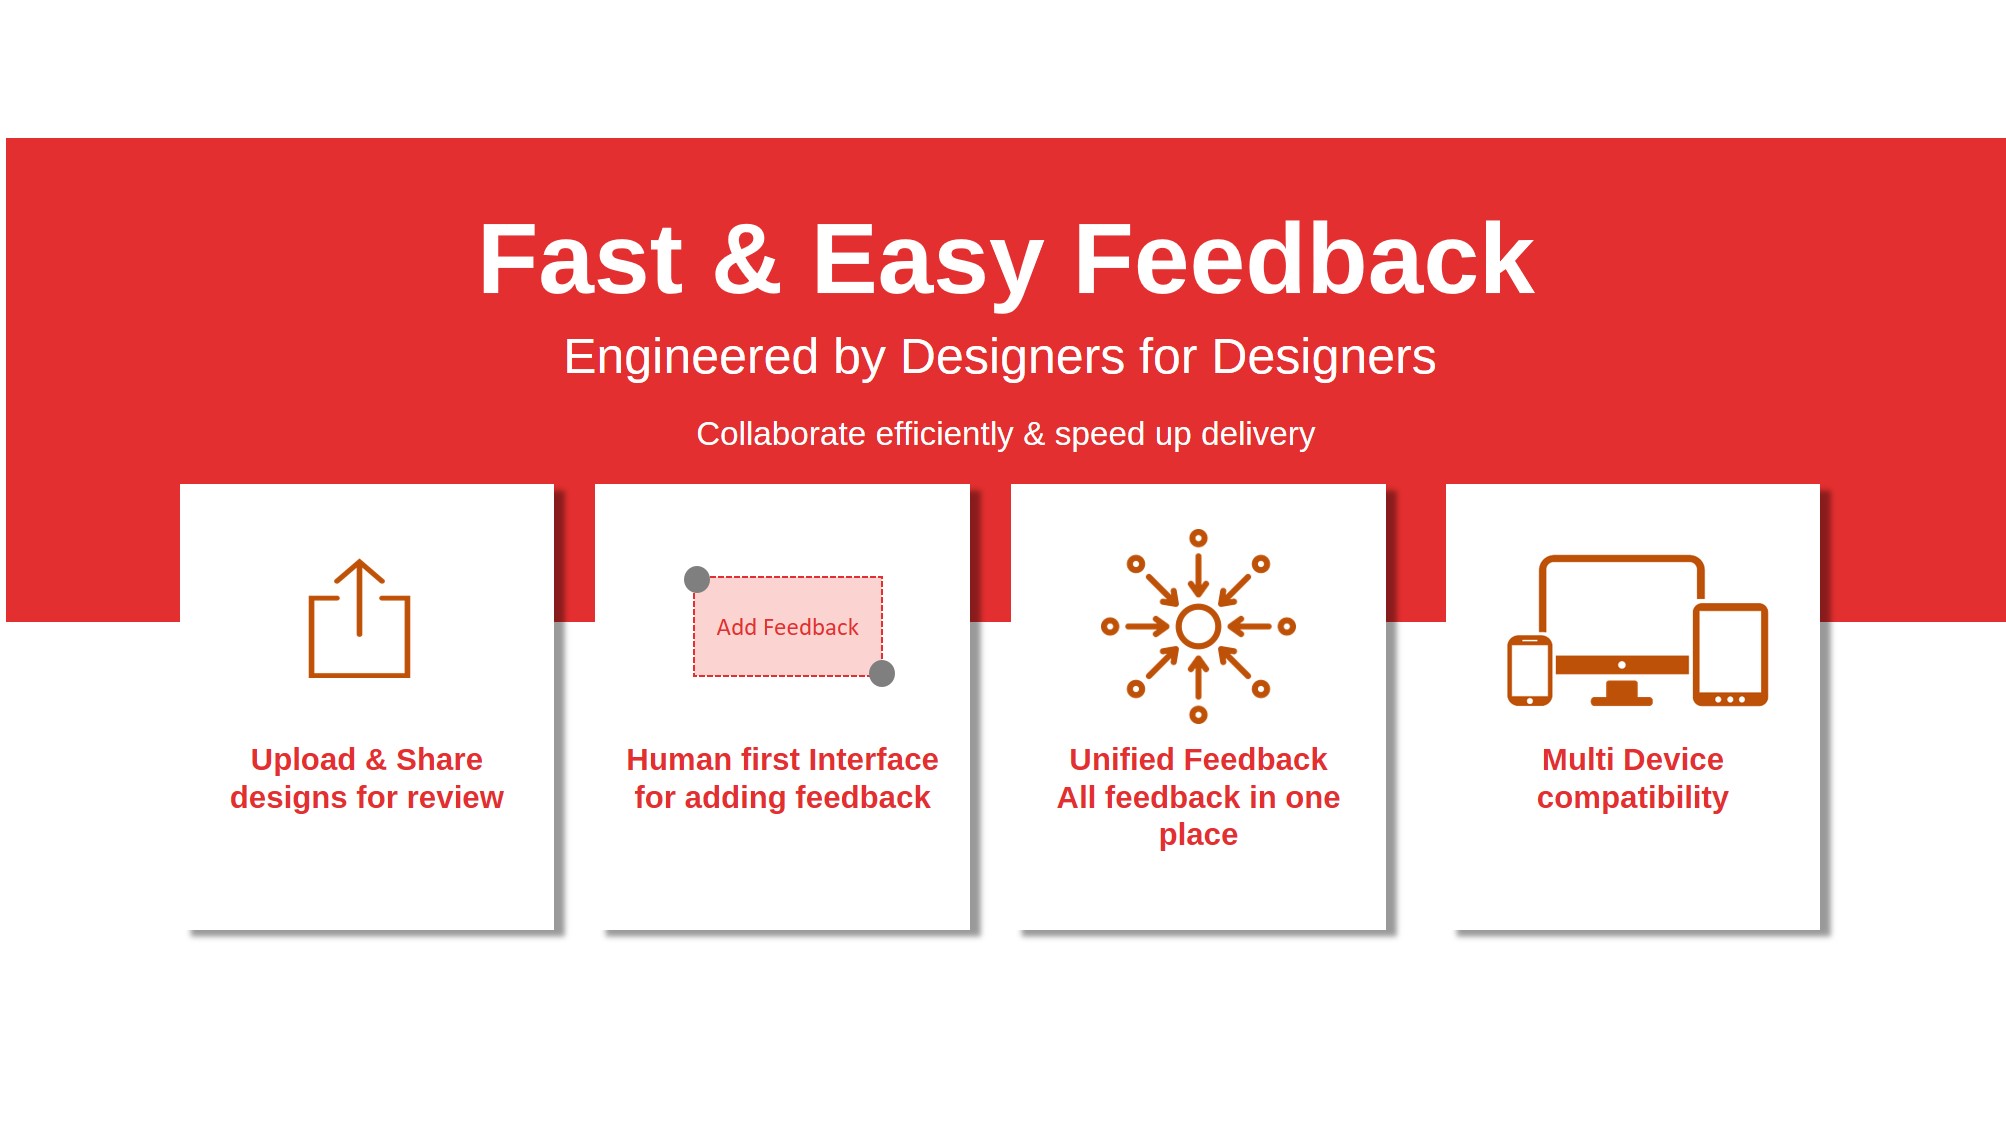 Fast & Easy Feedback
Engineered by Designers for Designers
Collaborate efficiently & speed up delivery
Upload & Share
designs for review
Add Feedback
Human first Interface
for adding feedback
Unified Feedback
All feedback in one
place
Multi Device
compatibility